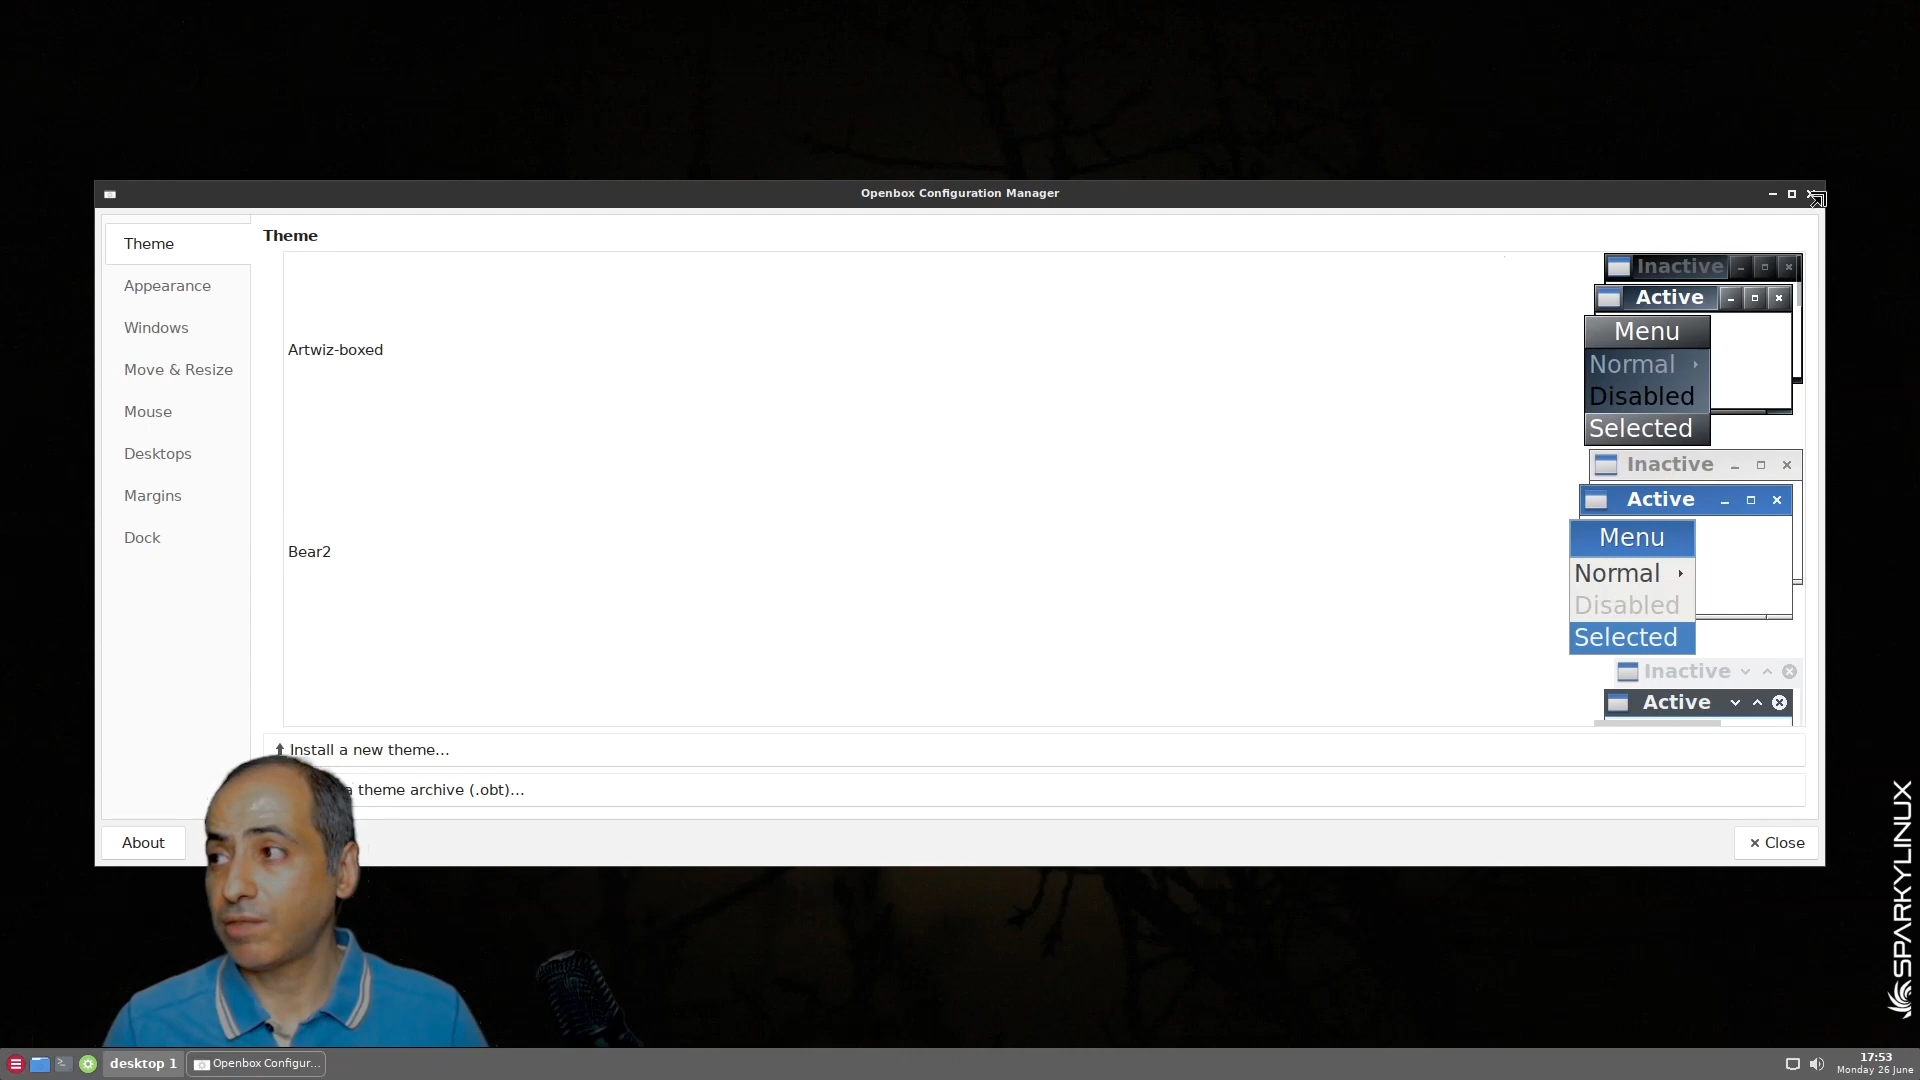 Openbox Configuration Manager
Theme
Appearance
Windows
Move & Resize
Mouse
Desktops
Margins
Dock
Theme
Artwiz-boxed
Inactive
Active
Menu
Normal
Disabled
Selected
Bear2
Inactive
Active
Menu
Normal
Disabled
Selected
Inactive
Active
Install a new theme...
a theme archive (.obt)...
About
Close
SPARKYLINUX
desktop 1
Openbox Configur...
17:53
Monday 26 June